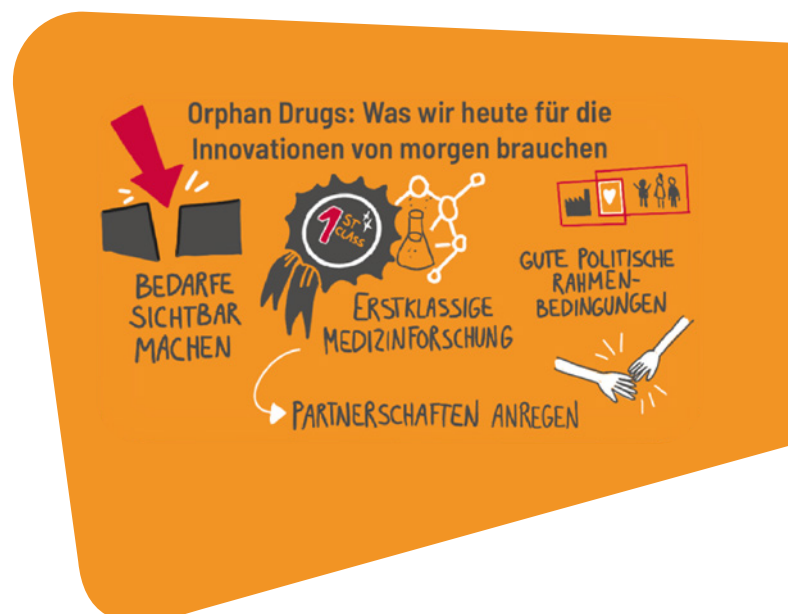 Orphan Drugs: Was wir heute für die
Innovationen von morgen brauchen
BEDARFE
SICHTBAR
MACHEN
1ST
CLASS
ERSTKLASSIGE
MEDIZINFORSCHUNG
GUTE POLITISCHE
RAHMEN-
BEDINGUNGEN
PARTNERSCHAFTEN ANREGEN